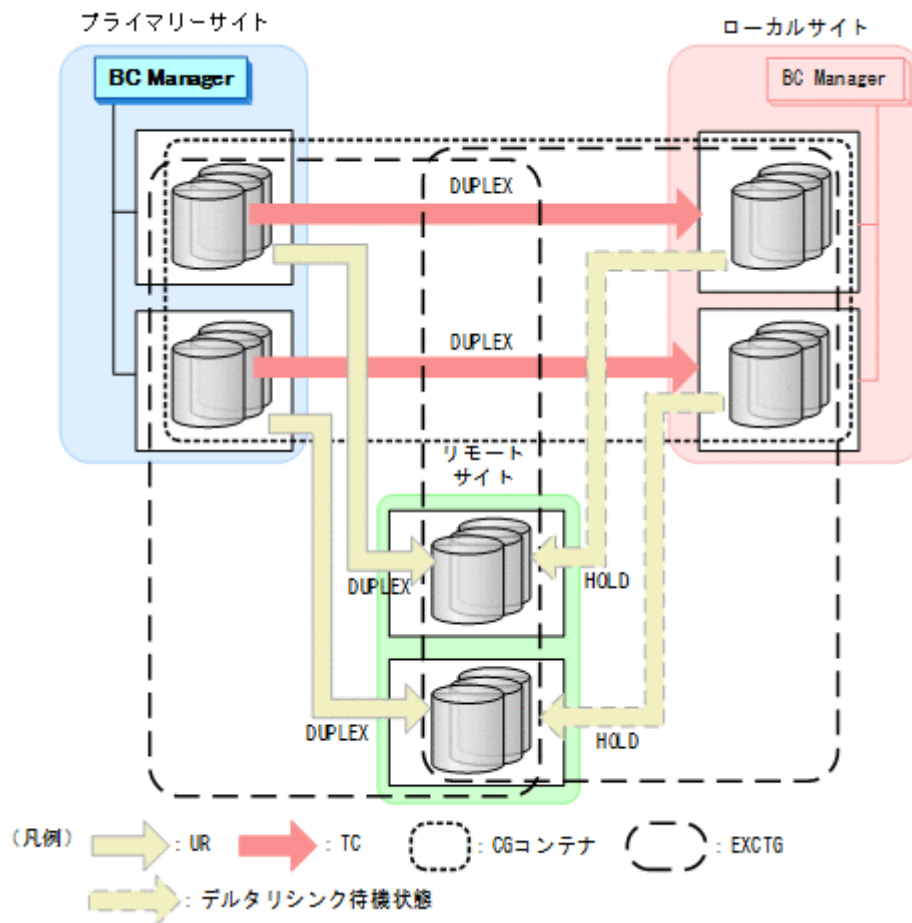 プライマリーサイト
ローカルサイト
BC Manager
BC Manager
DUPLEX
DUPLEX
リモート
サイト
DUPLEX
HOLD
DUPLEX
HOLD
(凡例)
: UR
: TC
: CGコンテナ
: EXCTG
: デルタリシンク待機状態